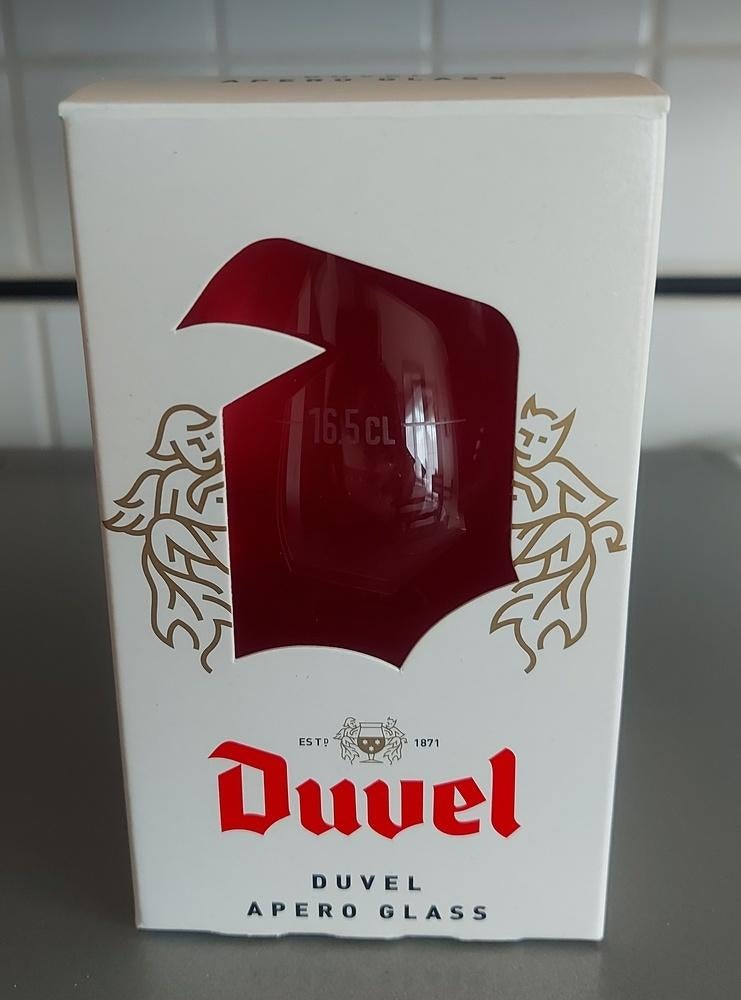 APERO GLASS
16,5 CL
ESTD 1871
Duvel
DUVEL
APERO GLASS